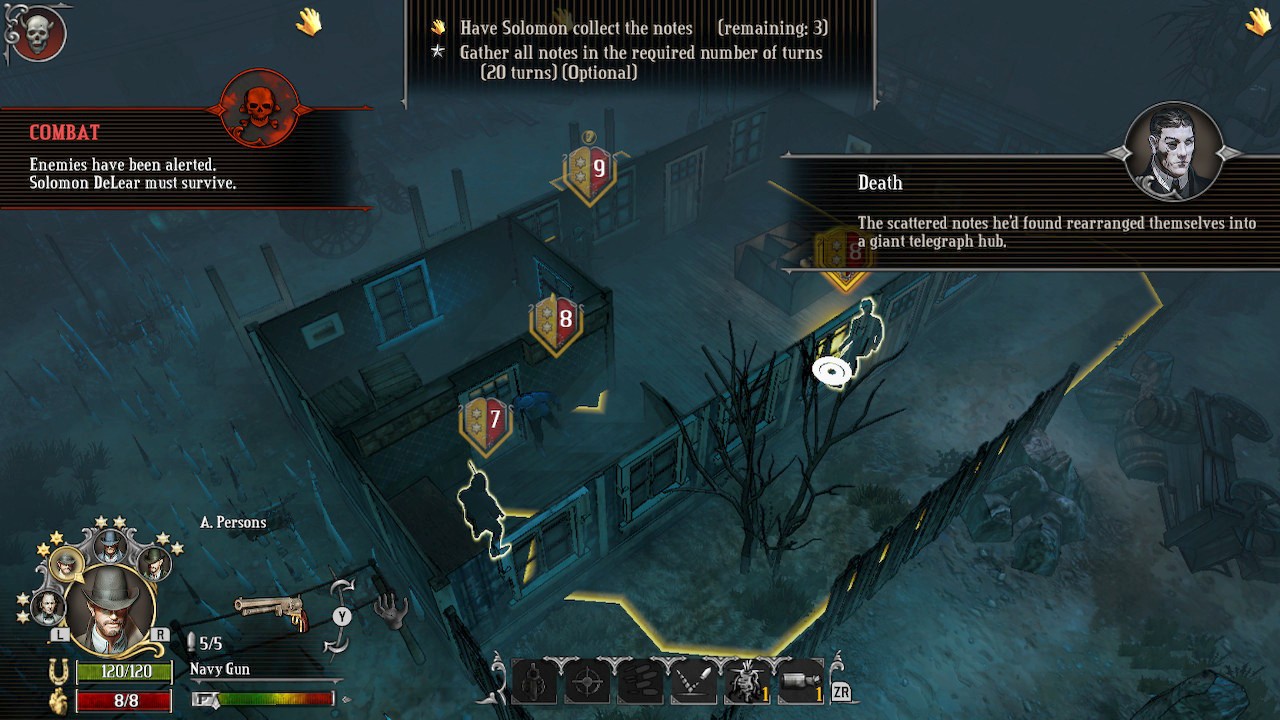 Have Solomon collect the notes (remaining: 3)
Gather all notes in the required number of turns
(20 turns) (Optional)
COMBAT
Enemies have been alerted.
Solomon DeLear must survive.
Death
The scattered notes he'd found rearranged themselves into
a giant telegraph hub.
9
8
8
7
A. Persons
L
R
Y
5/5
120/120
Navy Gun
8/8
1
1
ZR